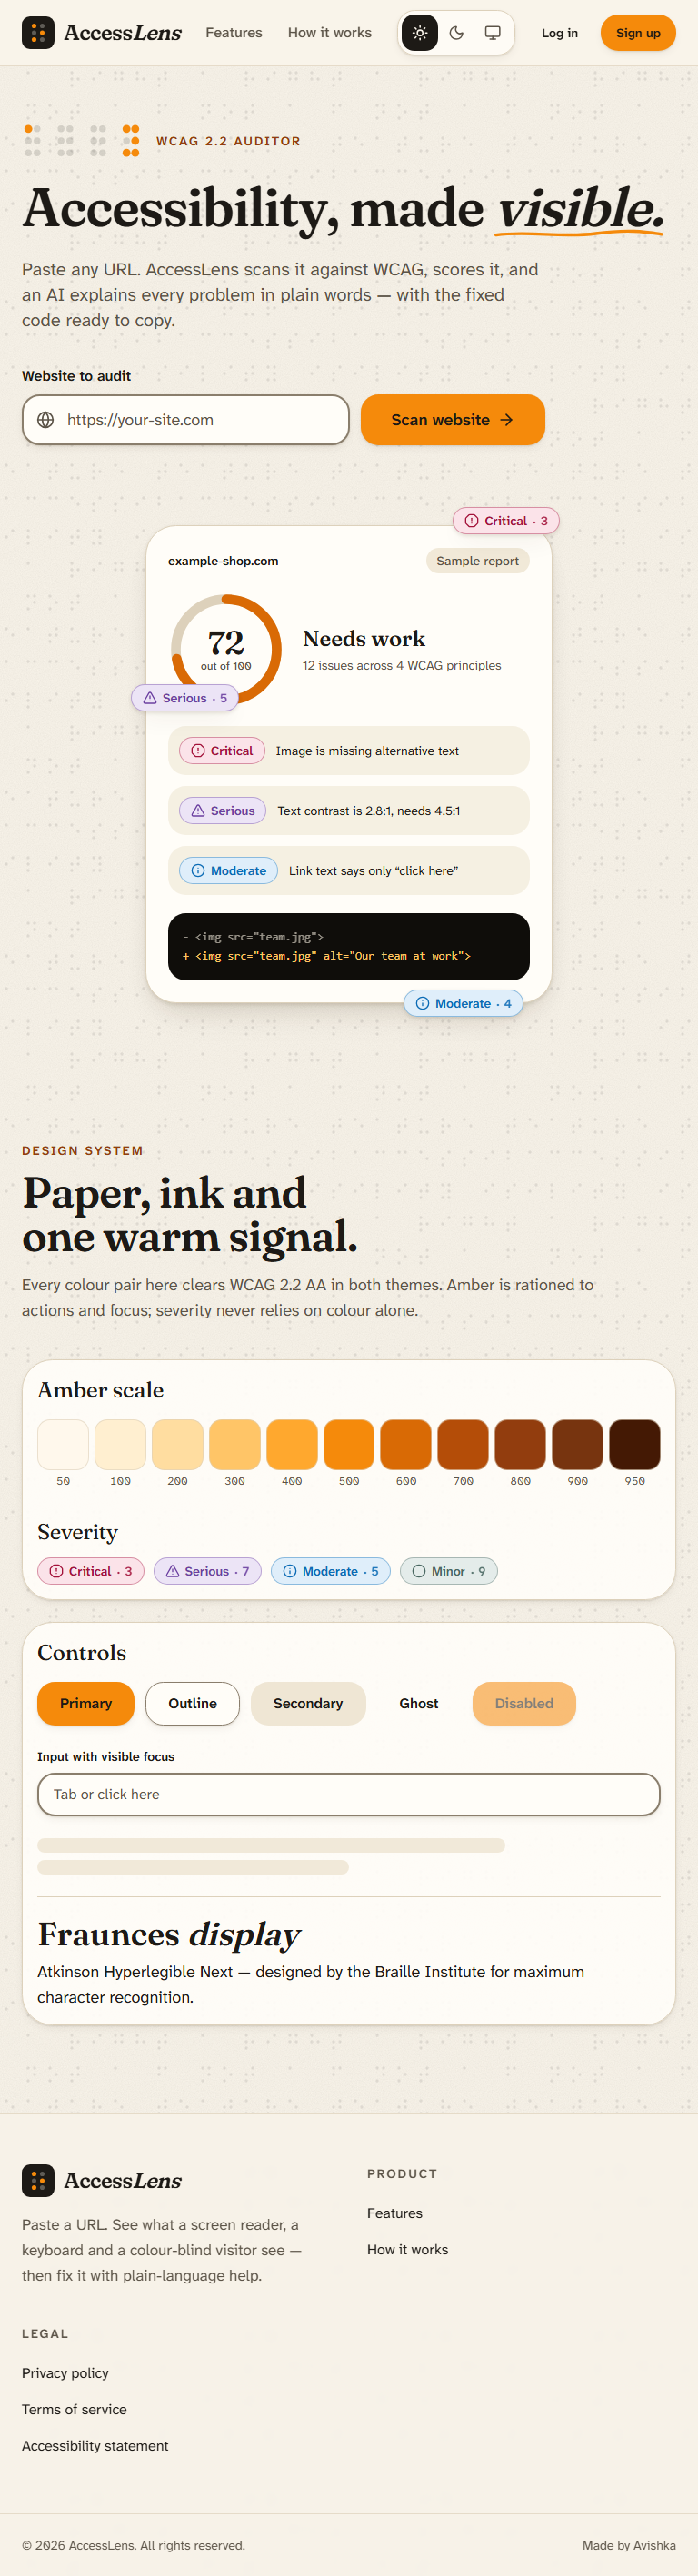 AccessLens
Features
How it works
Log in
Sign up
WCAG 2.2 AUDITOR
Accessibility, made visible.
Paste any URL. AccessLens scans it against WCAG, scores it, and
an AI explains every problem in plain words — with the fixed
code ready to copy.
Website to audit
https://your-site.com
Scan website
Critical · 3
example-shop.com
Sample report
72
out of 100
Needs work
12 issues across 4 WCAG principles
Serious · 5
Critical
Image is missing alternative text
Serious
Text contrast is 2.8:1, needs 4.5:1
Moderate
Link text says only “click here”
- <img src="team.jpg">
+ <img src="team.jpg" alt="Our team at work">
Moderate · 4
DESIGN SYSTEM
Paper, ink and
one warm signal.
Every colour pair here clears WCAG 2.2 AA in both themes. Amber is rationed to
actions and focus; severity never relies on colour alone.
Amber scale
50 100 200 300 400 500 600 700 800 900 950
Severity
Critical · 3
Serious · 7
Moderate · 5
Minor · 9
Controls
Primary
Outline
Secondary
Ghost
Disabled
Input with visible focus
Tab or click here
Fraunces display
Atkinson Hyperlegible Next — designed by the Braille Institute for maximum
character recognition.
AccessLens
Paste a URL. See what a screen reader, a
keyboard and a colour-blind visitor see —
then fix it with plain-language help.
PRODUCT
Features
How it works
LEGAL
Privacy policy
Terms of service
Accessibility statement
© 2026 AccessLens. All rights reserved.
Made by Avishka